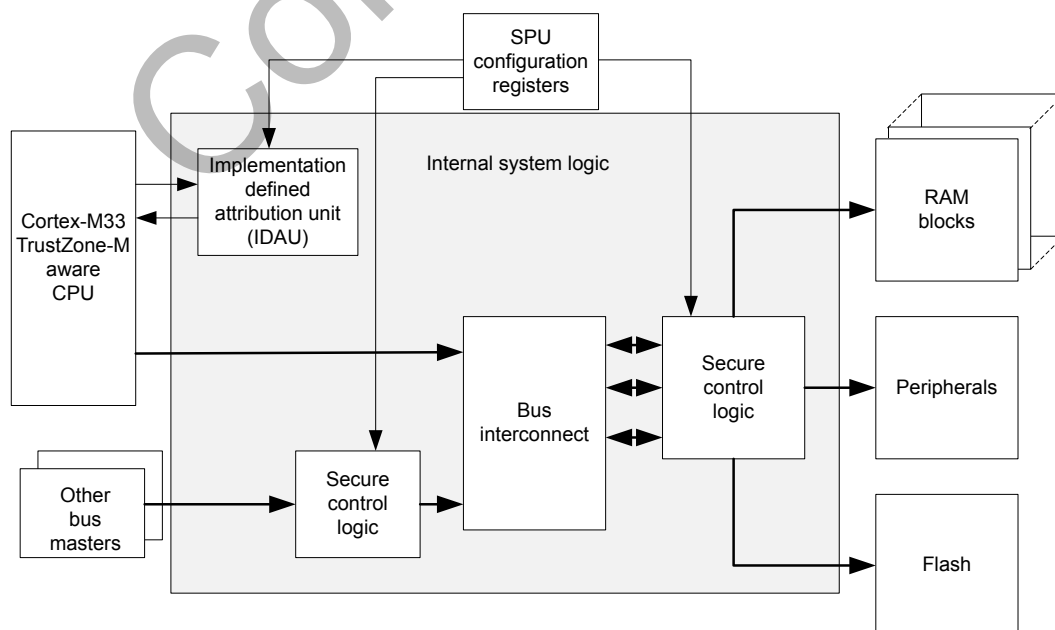 SPU
configuration
registers
Internal system logic
Implementation
defined
attribution unit
(IDAU)
Cortex-M33
TrustZone-M
aware
CPU
RAM
blocks
Bus
interconnect
Secure
control
logic
Peripherals
Other
bus
masters
Secure
control
logic
Flash